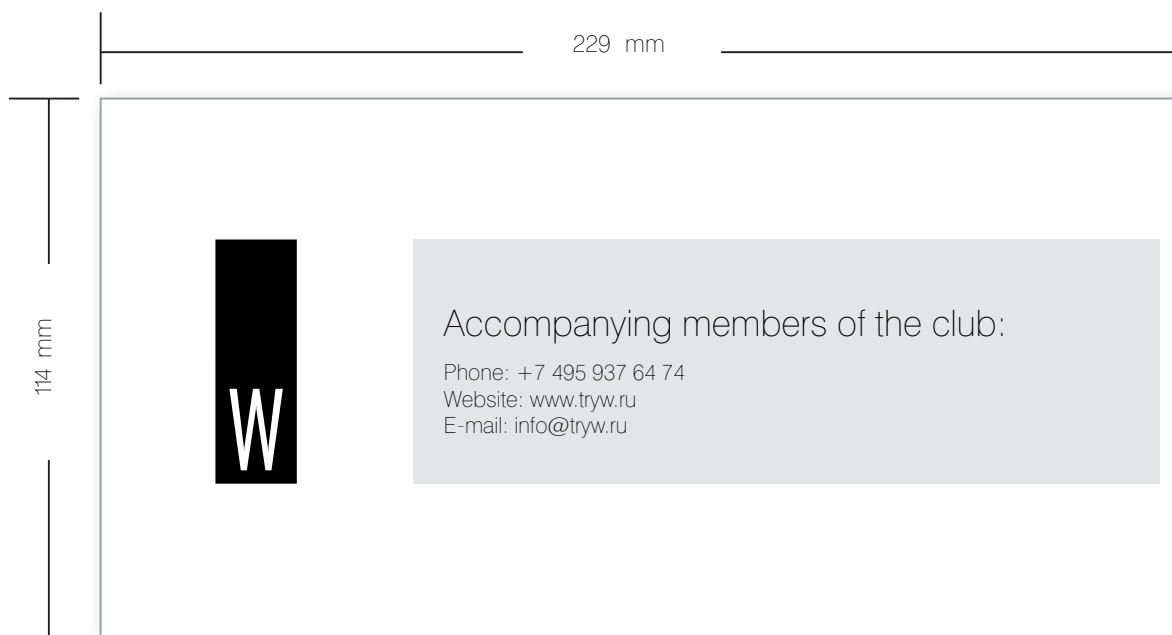 229 mm
114 mm
W
Accompanying members of the club:
Phone: +7 495 937 64 74
Website: www.tryw.ru
E-mail: info@tryw.ru